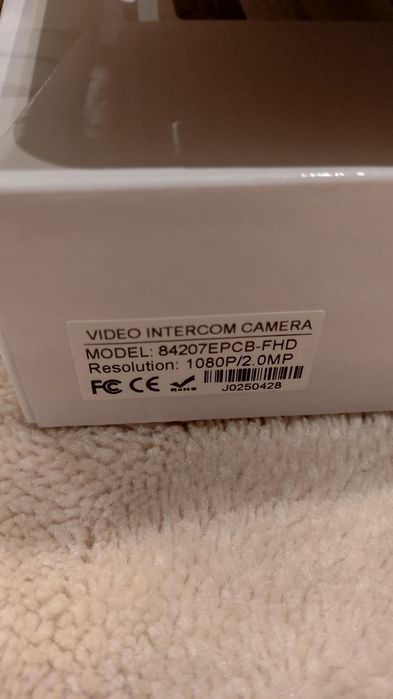 VIDEO INTERCOM CAMERA
MODEL: 84207EPCB-FHD
Resolution: 1080P/2.0MP
FC CE RoHS
J0250428